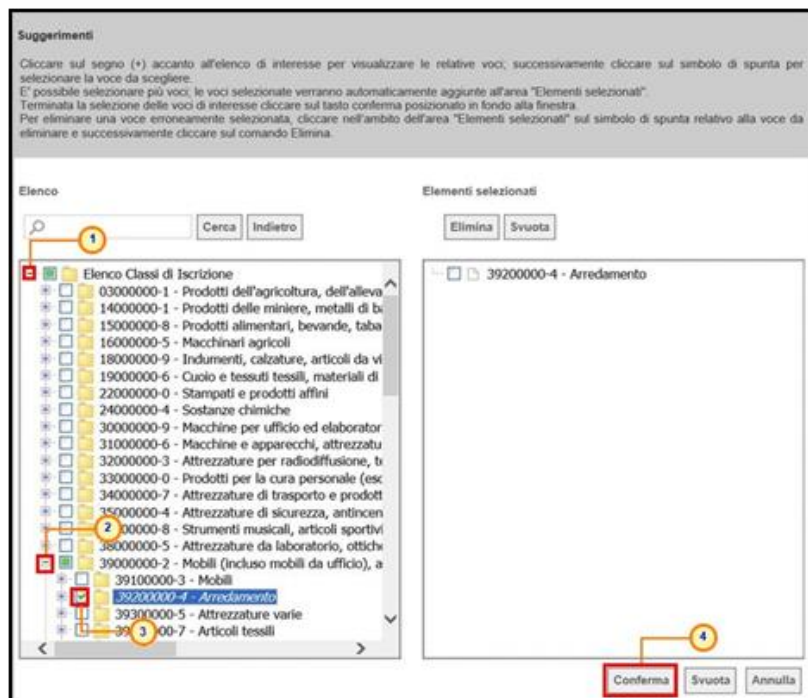 Suggerimenti
Cliccare sul segno (+) accanto all'elenco di interesse per visualizzare le relative voci; successivamente cliccare sul simbolo di spunta per
selezionare la voce da scegliere.
E' possibile selezionare più voci; le voci selezionate verranno automaticamente aggiunte all'area "Elementi selezionati".
Terminata la selezione delle voci di interesse cliccare sul tasto conferma posizionato in fondo alla finestra.
Per eliminare una voce erroneamente selezionata, cliccare nell'ambito dell'area "Elementi selezionati" sul simbolo di spunta relativo alla voce da
eliminare e successivamente cliccare sul comando Elimina.
Elenco
Elementi selezionati
Cerca
Indietro
Elimina
Svuota
1
Elenco Classi di Iscrizione
39200000-4 - Arredamento
03000000-1 - Prodotti dell'agricoltura, dell'alleva
14000000-1 - Prodotti delle miniere, metalli di ba
15000000-8 - Prodotti alimentari, bevande, taba
16000000-5 - Macchinari agricoli
18000000-9 - Indumenti, calzature, articoli da vi
19000000-6 - Cuoio e tessuti tessili, materiali di
22000000-0 - Stampati e prodotti affini
24000000-4 - Sostanze chimiche
30000000-9 - Macchine per ufficio ed elaborator
31000000-6 - Macchine e apparecchi, attrezzatu
32000000-3 - Attrezzature per radiodiffusione, te
33000000-0 - Prodotti per la cura personale (esc
34000000-7 - Attrezzature di trasporto e prodott
35000000-4 - Attrezzature di sicurezza, antincen
2
00000-8 - Strumenti musicali, articoli sportivi
38000000-5 - Attrezzature da laboratorio, ottiche
39000000-2 - Mobili (incluso mobili da ufficio), a
39100000-3 - Mobili
39200000-4 - Arredamento
39300000-5 - Attrezzature varie
3
00-7 - Articoli tessili
4
Conferma
Svuota
Annulla